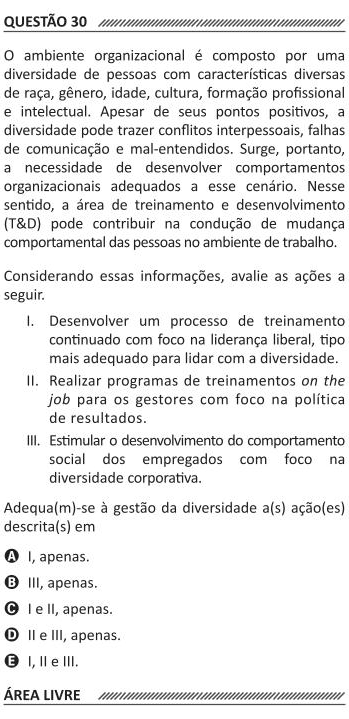 QUESTÃO 30
O ambiente organizacional é composto por uma
diversidade de pessoas com características diversas
de raça, gênero, idade, cultura, formação profissional
e intelectual. Apesar de seus pontos positivos, a
diversidade pode trazer conflitos interpessoais, falhas
de comunicação e mal-entendidos. Surge, portanto,
a necessidade de desenvolver comportamentos
organizacionais adequados a esse cenário. Nesse
sentido, a área de treinamento e desenvolvimento
(T&D) pode contribuir na condução de mudança
comportamental das pessoas no ambiente de trabalho.
Considerando essas informações, avalie as ações a
seguir.
I. Desenvolver um processo de treinamento
continuado com foco na liderança liberal, tipo
mais adequado para lidar com a diversidade.
II. Realizar programas de treinamentos on the
job para os gestores com foco na política
de resultados.
III. Estimular o desenvolvimento do comportamento
social dos empregados com foco na
diversidade corporativa.
Adequa(m)-se à gestão da diversidade a(s) ação(es)
descrita(s) em
A I, apenas.
B III, apenas.
C I e II, apenas.
D II e III, apenas.
E I, II e III.
ÁREA LIVRE